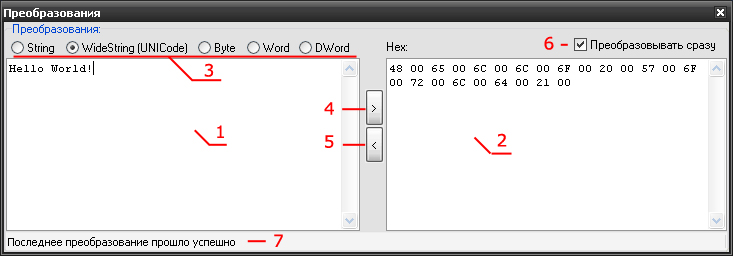 Преобразования
Преобразования:
String WideString (UNICode) Byte Word DWord Hex: 6 - Преобразовывать сразу
3
Hello World!
48 00 65 00 6C 00 6C 00 6F 00 20 00 57 00 6F
00 72 00 6C 00 64 00 21 00
4 >
1
5 <
2
Последнее преобразование прошло успешно 7